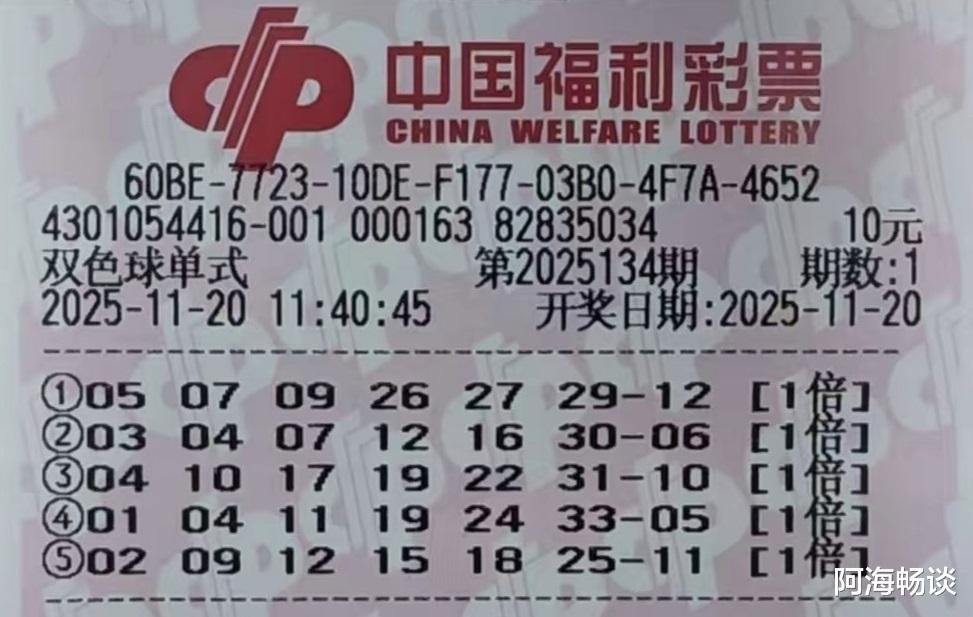 中国福利彩票
CHINA WELFARE LOTTERY
60BE-7723-10DE-F177-03B0-4F7A-4652
4301054416-001 000163 82835034 10元
双色球单式 第2025134期 期数:1
2025-11-20 11:40:45 开奖日期:2025-11-20
①05 07 09 26 27 29-12 [1倍]
②03 04 07 12 16 30-06 [1倍]
③04 10 17 19 22 31-10 [1倍]
④01 04 11 19 24 33-05 [1倍]
⑤02 09 12 15 18 25-11 [1倍]
阿海畅谈